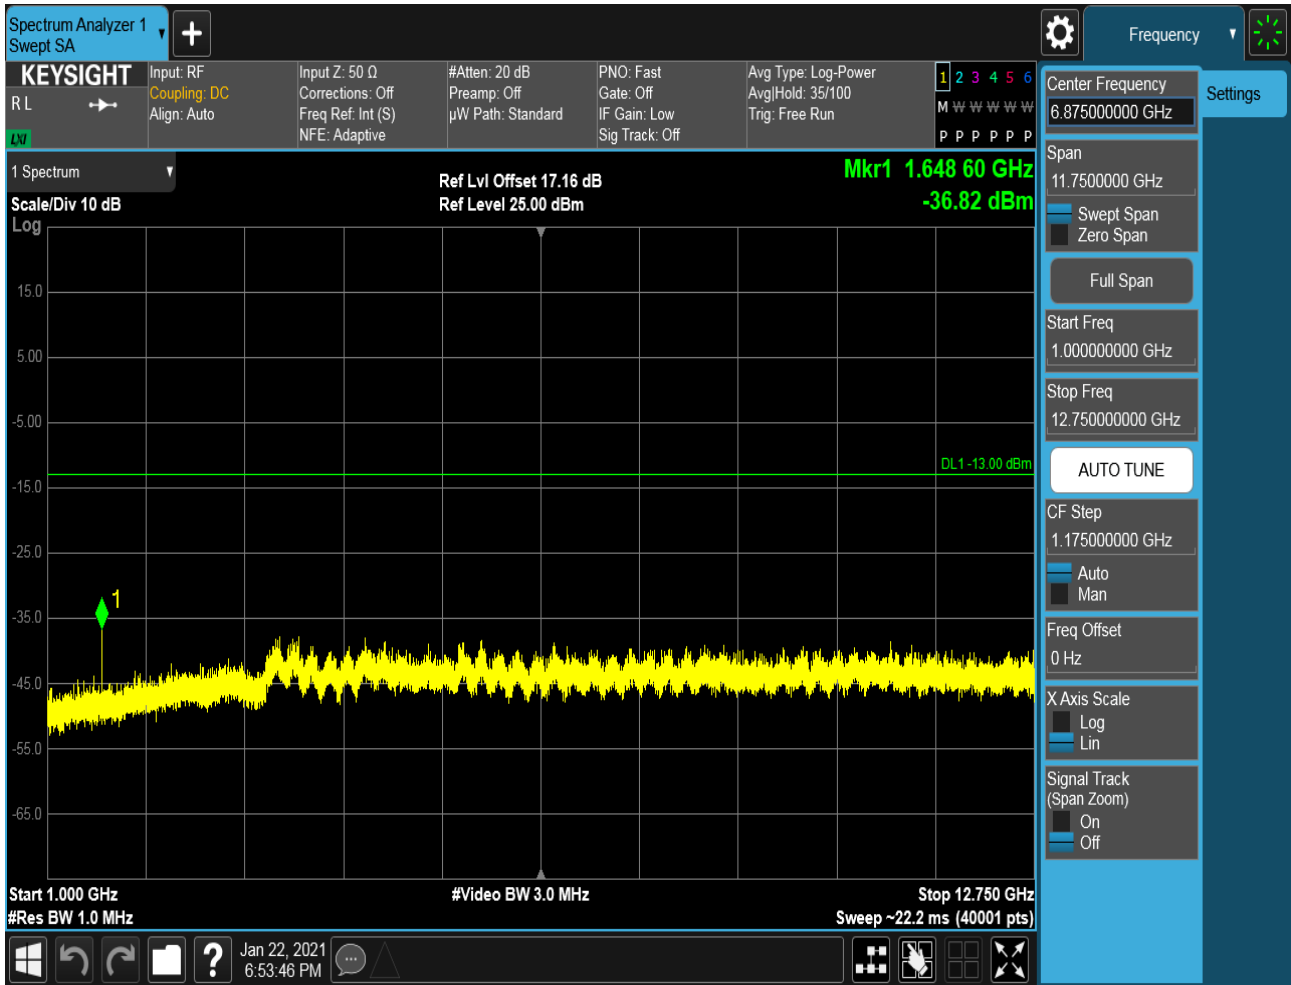 Spectrum Analyzer 1
Swept SA
Frequency
KEYSIGHT
R L
LXI
Input: RF
Coupling: DC
Align: Auto
Input Z: 50 Ω
Corrections: Off
Freq Ref: Int (S)
NFE: Adaptive
#Atten: 20 dB
Preamp: Off
µW Path: Standard
PNO: Fast
Gate: Off
IF Gain: Low
Sig Track: Off
Avg Type: Log-Power
Avg|Hold: 35/100
Trig: Free Run
1 2 3 4 5 6
M W W W W W
P P P P P P
1 Spectrum
Scale/Div 10 dB
Log
Ref Lvl Offset 17.16 dB
Ref Level 25.00 dBm
Mkr1 1.648 60 GHz
-36.82 dBm
15.0
5.00
-5.00
DL1 -13.00 dBm
-15.0
-25.0
1
-35.0
-45.0
-55.0
-65.0
Start 1.000 GHz
#Res BW 1.0 MHz
#Video BW 3.0 MHz
Stop 12.750 GHz
Sweep ~22.2 ms (40001 pts)
Jan 22, 2021
6:53:46 PM
Center Frequency
6.875000000 GHz
Settings
Span
11.7500000 GHz
Swept Span
Zero Span
Full Span
Start Freq
1.000000000 GHz
Stop Freq
12.750000000 GHz
AUTO TUNE
CF Step
1.175000000 GHz
Auto
Man
Freq Offset
0 Hz
X Axis Scale
Log
Lin
Signal Track
(Span Zoom)
On
Off